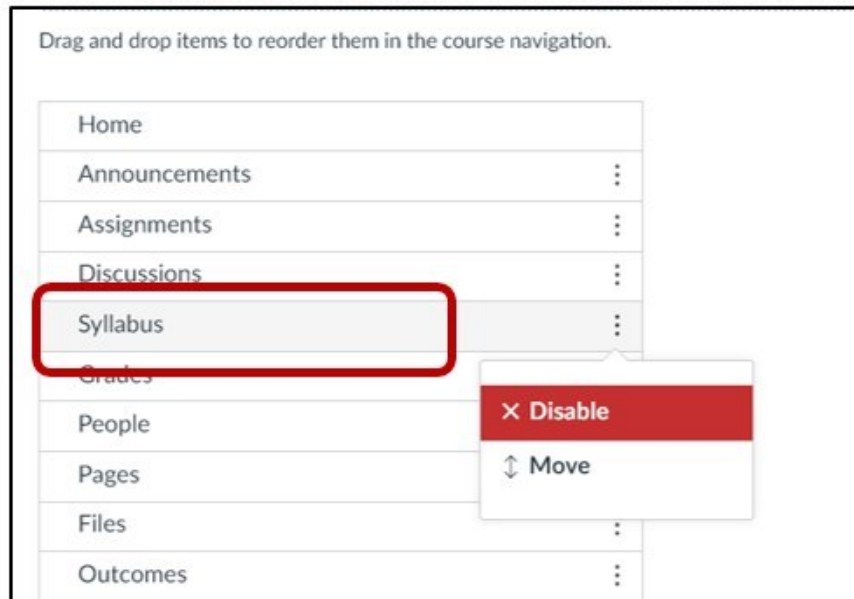 Drag and drop items to reorder them in the course navigation.
Home
Announcements
Assignments
Discussions
Syllabus
Grades
People
Pages
Files
Outcomes
Disable
Move